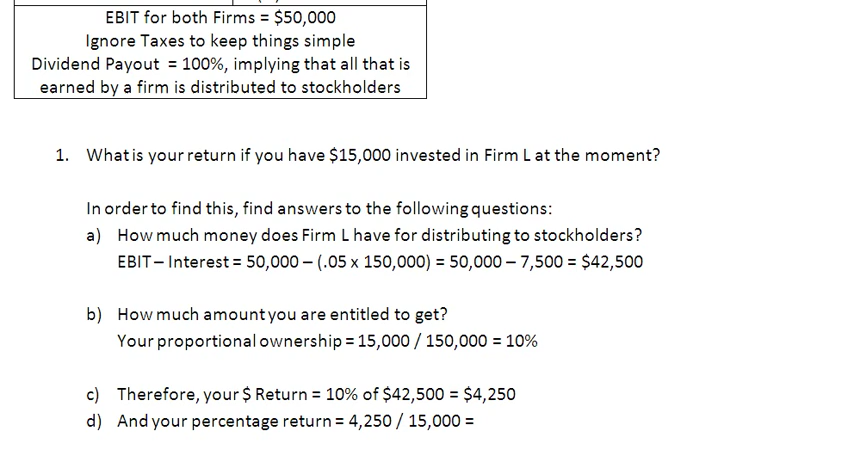 EBIT for both Firms = $50,000
Ignore Taxes to keep things simple
Dividend Payout = 100%, implying that all that is
earned by a firm is distributed to stockholders
1. What is your return if you have $15,000 invested in Firm L at the moment?
In order to find this, find answers to the following questions:
a) How much money does Firm L have for distributing to stockholders?
EBIT – Interest = 50,000 – (.05 x 150,000) = 50,000 – 7,500 = $42,500
b) How much amount you are entitled to get?
Your proportional ownership = 15,000 / 150,000 = 10%
c) Therefore, your $ Return = 10% of $42,500 = $4,250
d) And your percentage return = 4,250 / 15,000 =